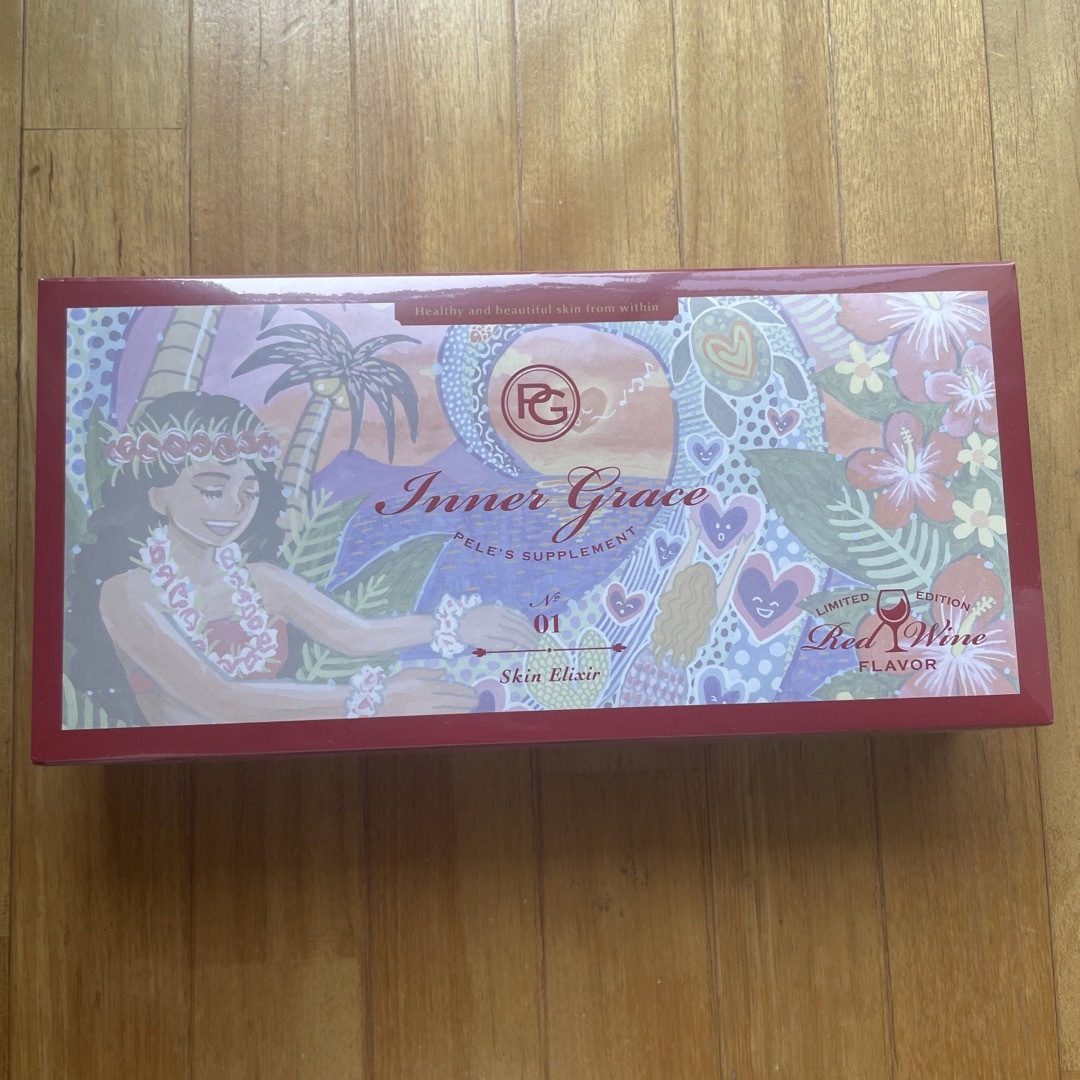 Healthy and beautiful skin from within
PG
Inner Grace
PELE'S SUPPLEMENT
Nº
01
Skin Elixir
LIMITED EDITION
Red Wine
FLAVOR